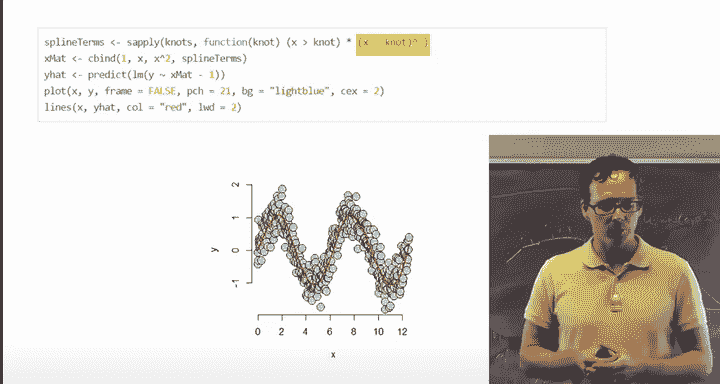 splineTerms <- sapply(knots, function(knot) (x > knot) * (x knot)^ )
xMat <- cbind(1, x, x^2, splineTerms)
yhat <- predict(lm(y ~ xMat - 1))
plot(x, y, frame = FALSE, pch = 21, bg = "lightblue", cex = 2)
lines(x, yhat, col = "red", lwd = 2)
2
1
0
-1
y
0 2 4 6 8 10 12
x